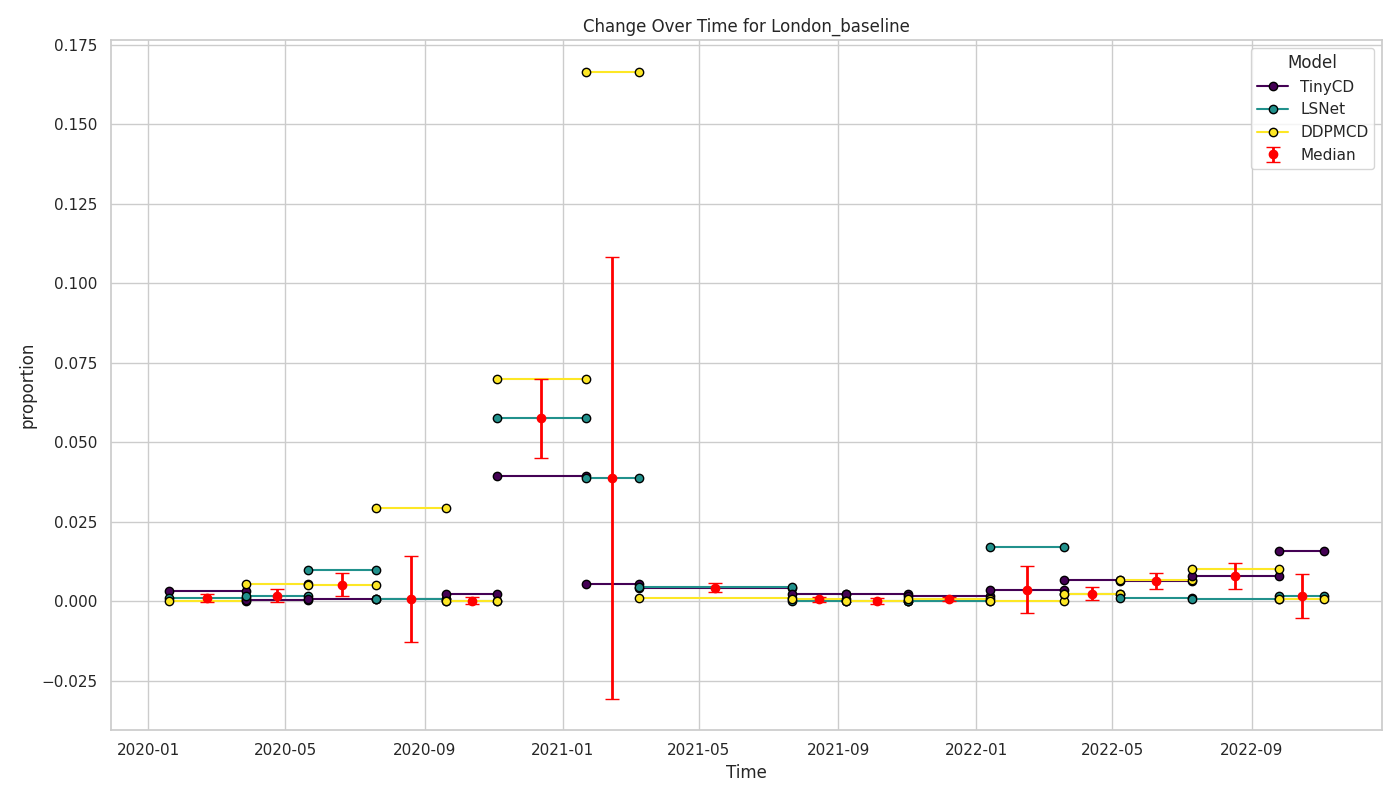 Change Over Time for London_baseline
0.175
0.150
0.125
0.100
0.075
0.050
0.025
0.000
−0.025
proportion
Model
TinyCD
LSNet
DDPMCD
Median
2020-01
2020-05
2020-09
2021-01
2021-05
2021-09
2022-01
2022-05
2022-09
Time